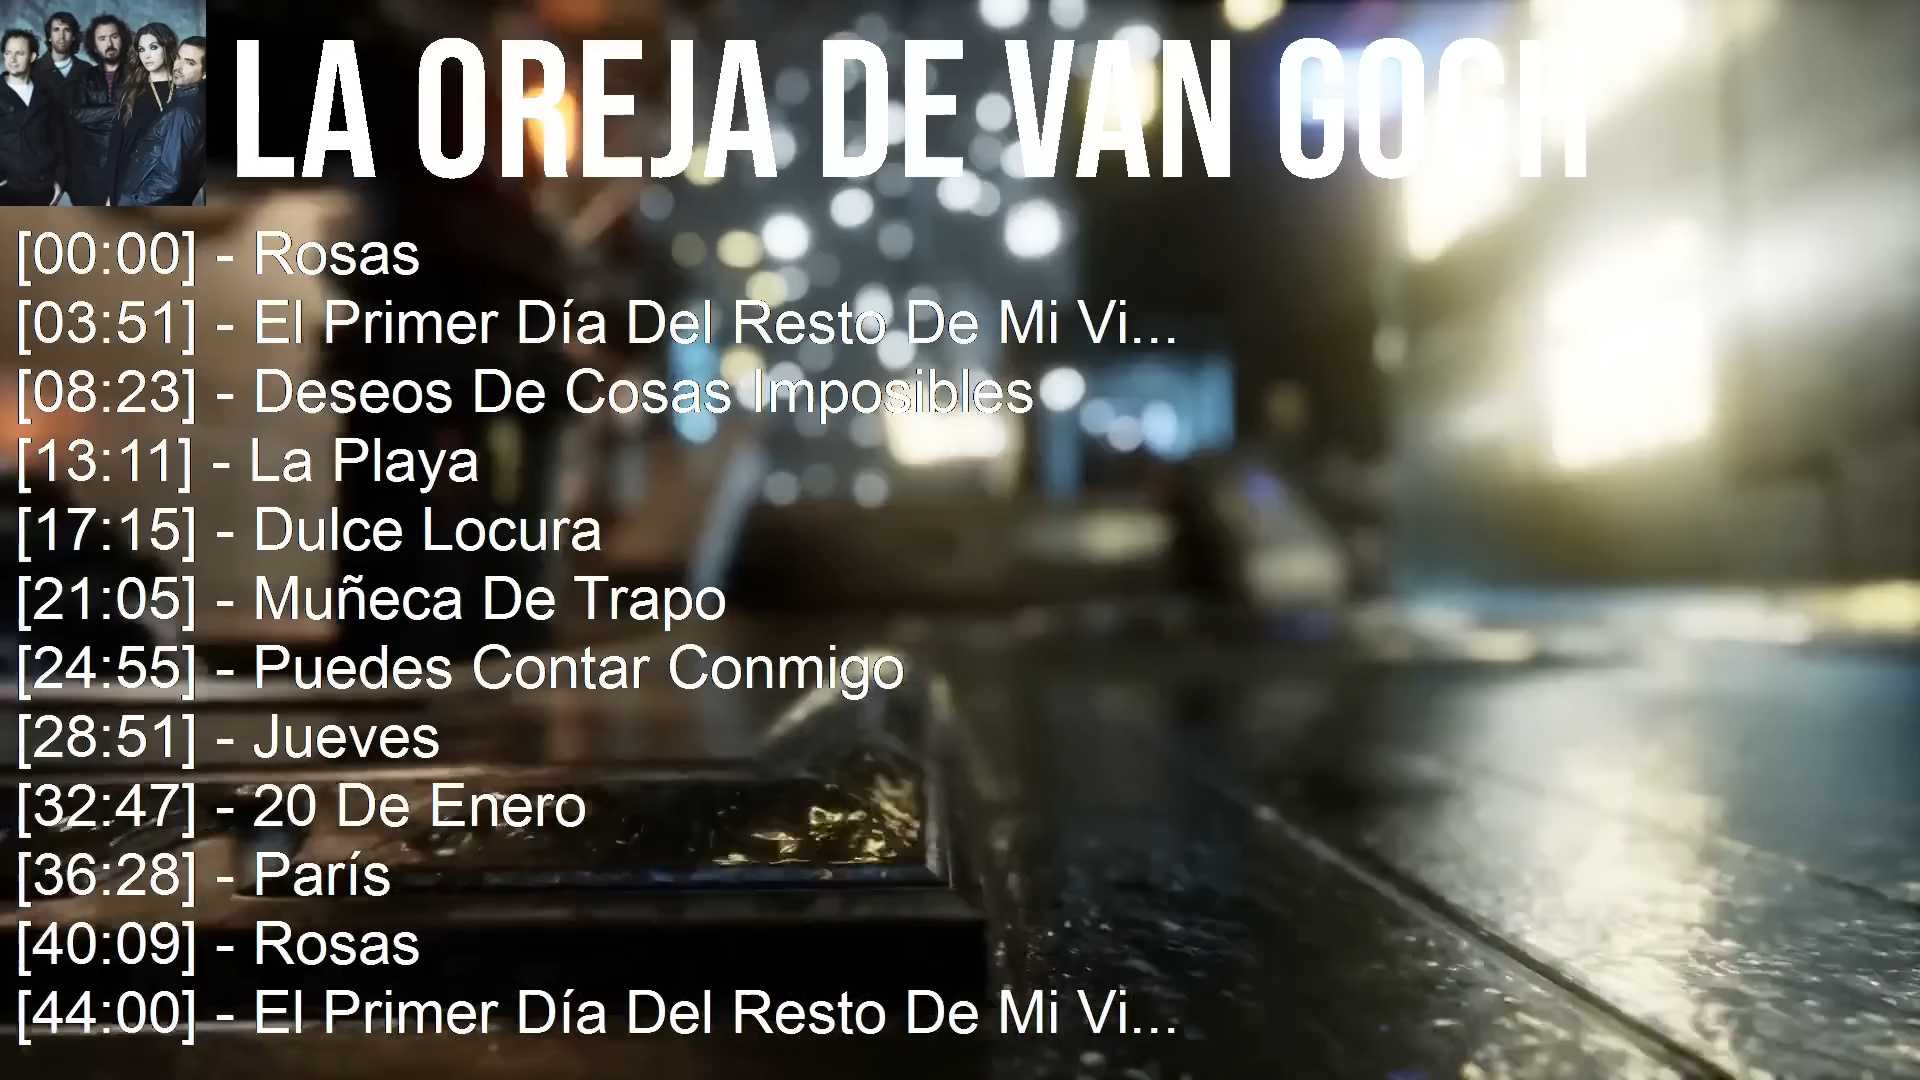 LA OREJA DE VAN GOGH
[00:00] - Rosas
[03:51] - El Primer Día Del Resto De Mi Vi...
[08:23] - Deseos De Cosas Imposibles
[13:11] - La Playa
[17:15] - Dulce Locura
[21:05] - Muñeca De Trapo
[24:55] - Puedes Contar Conmigo
[28:51] - Jueves
[32:47] - 20 De Enero
[36:28] - París
[40:09] - Rosas
[44:00] - El Primer Día Del Resto De Mi Vi...